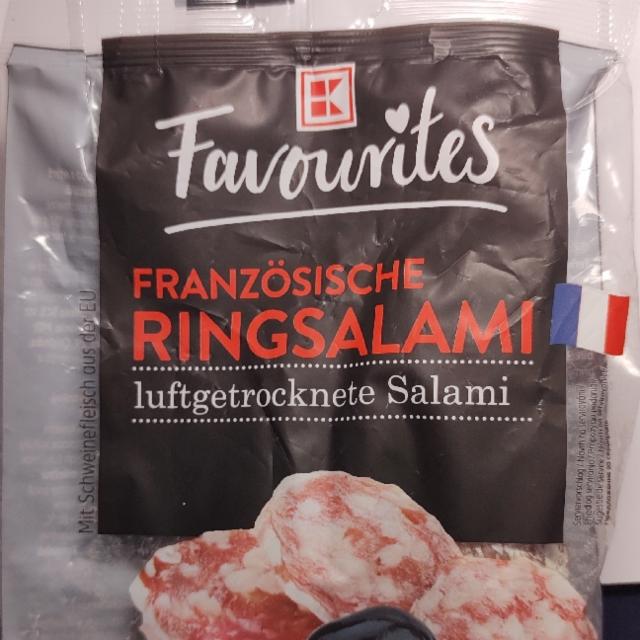 K
Favourites
FRANZÖSISCHE
RINGSALAMI
luftgetrocknete Salami
Mit Schweinefleisch aus der EU